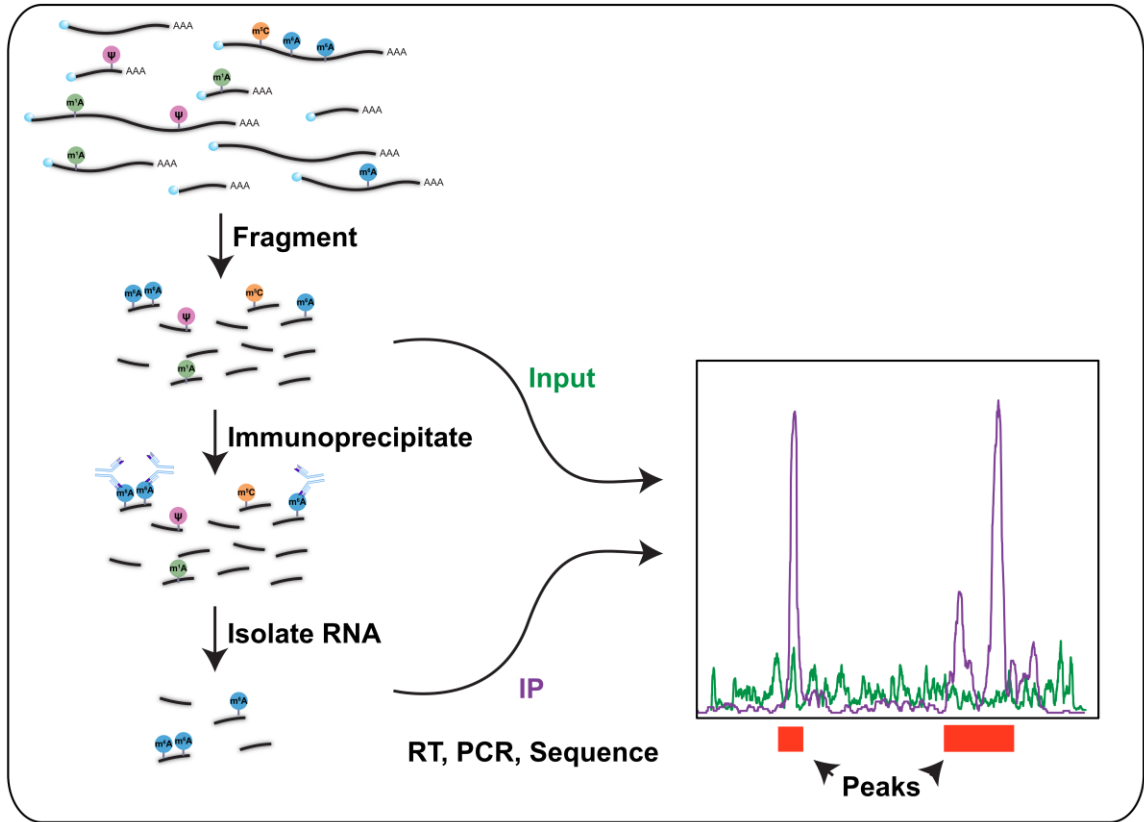 AAA
m⁵C
m⁶A
m⁶A
AAA
Ψ
AAA
m¹A
AAA
m¹A
Ψ
AAA
AAA
m¹A
AAA
AAA
m⁶A
AAA
AAA
Fragment
m⁶A m⁶A
m⁵C
m⁶A
Ψ
m¹A
Input
Immunoprecipitate
m⁶A m⁶A
m⁵C
m⁶A
Ψ
m¹A
Isolate RNA
IP
m⁶A
m⁶A m⁶A
RT, PCR, Sequence
Peaks